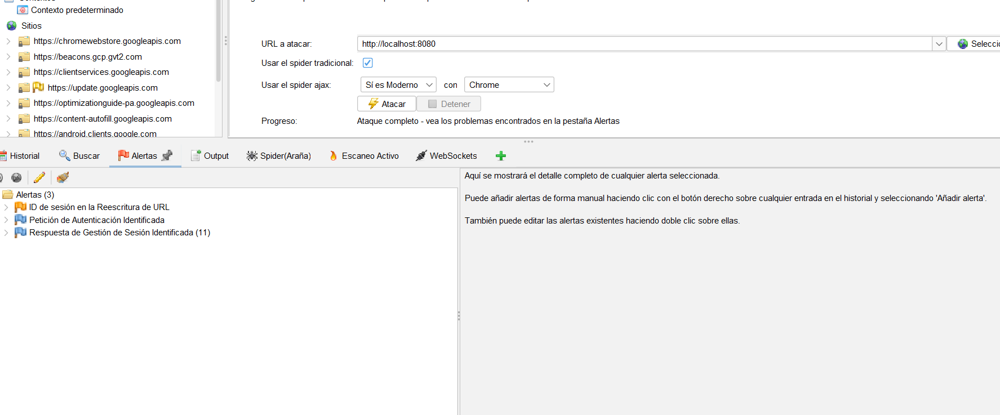 Contexto predeterminado
Sitios
https://chromewebstore.googleapis.com
https://beacons.gcp.gvt2.com
https://clientservices.googleapis.com
https://update.googleapis.com
https://optimizationguide-pa.googleapis.com
https://content-autofill.googleapis.com
https://android.clients.google.com
URL a atacar: http://localhost:8080 Selecci
Usar el spider tradicional:
Usar el spider ajax: Sí es Moderno con Chrome
Atacar Detener
Progreso: Ataque completo - vea los problemas encontrados en la pestaña Alertas
Historial Buscar Alertas Output Spider(Araña) Escaneo Activo WebSockets
Alertas (3)
ID de sesión en la Reescritura de URL
Petición de Autenticación Identificada
Respuesta de Gestión de Sesión Identificada (11)
Aquí se mostrará el detalle completo de cualquier alerta seleccionada.
Puede añadir alertas de forma manual haciendo clic con el botón derecho sobre cualquier entrada en el historial y seleccionando 'Añadir alerta'.
También puede editar las alertas existentes haciendo doble clic sobre ellas.